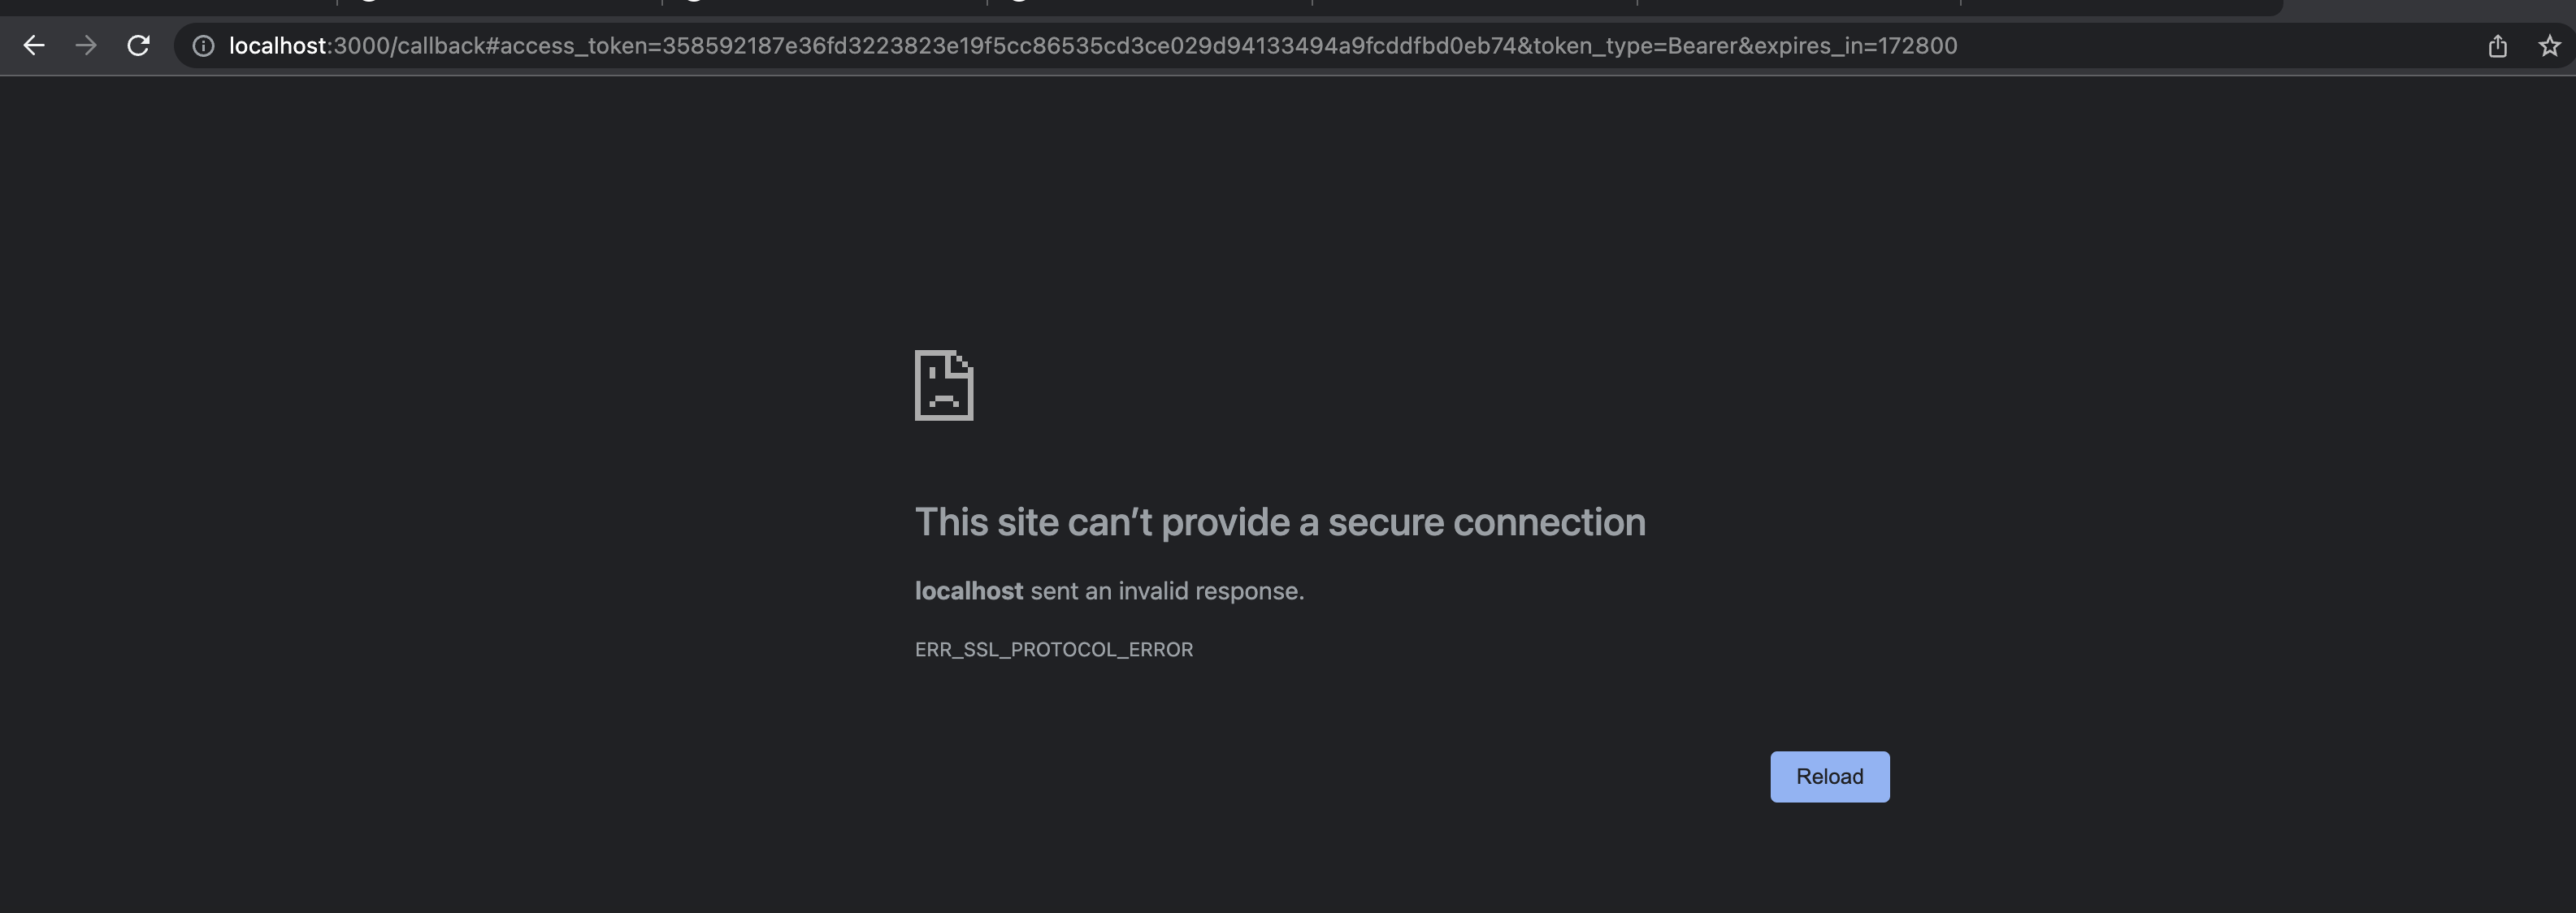 localhost:3000/callback#access_token=358592187e36fd3223823e19f5cc86535cd3ce029d94133494a9fcddfbd0eb74&token_type=Bearer&expires_in=172800
This site can’t provide a secure connection
localhost sent an invalid response.
ERR_SSL_PROTOCOL_ERROR
Reload